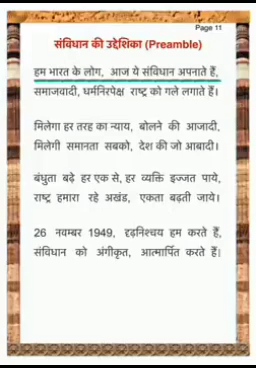 Page 11
संविधान की उद्देशिका (Preamble)
हम भारत के लोग, आज ये संविधान अपनाते हैं,
समाजवादी, धर्मनिरपेक्ष राष्ट्र को गले लगाते हैं।
मिलेगा हर तरह का न्याय, बोलने की आजादी,
मिलेगी समानता सबको, देश की जो आबादी।
बंधुता बढ़े हर एक से, हर व्यक्ति इज्जत पाये,
राष्ट्र हमारा रहे अखंड, एकता बढ़ती जाये।
26 नवम्बर 1949, दृढ़निश्चय हम करते हैं,
संविधान को अंगीकृत, आत्मार्पित करते हैं।